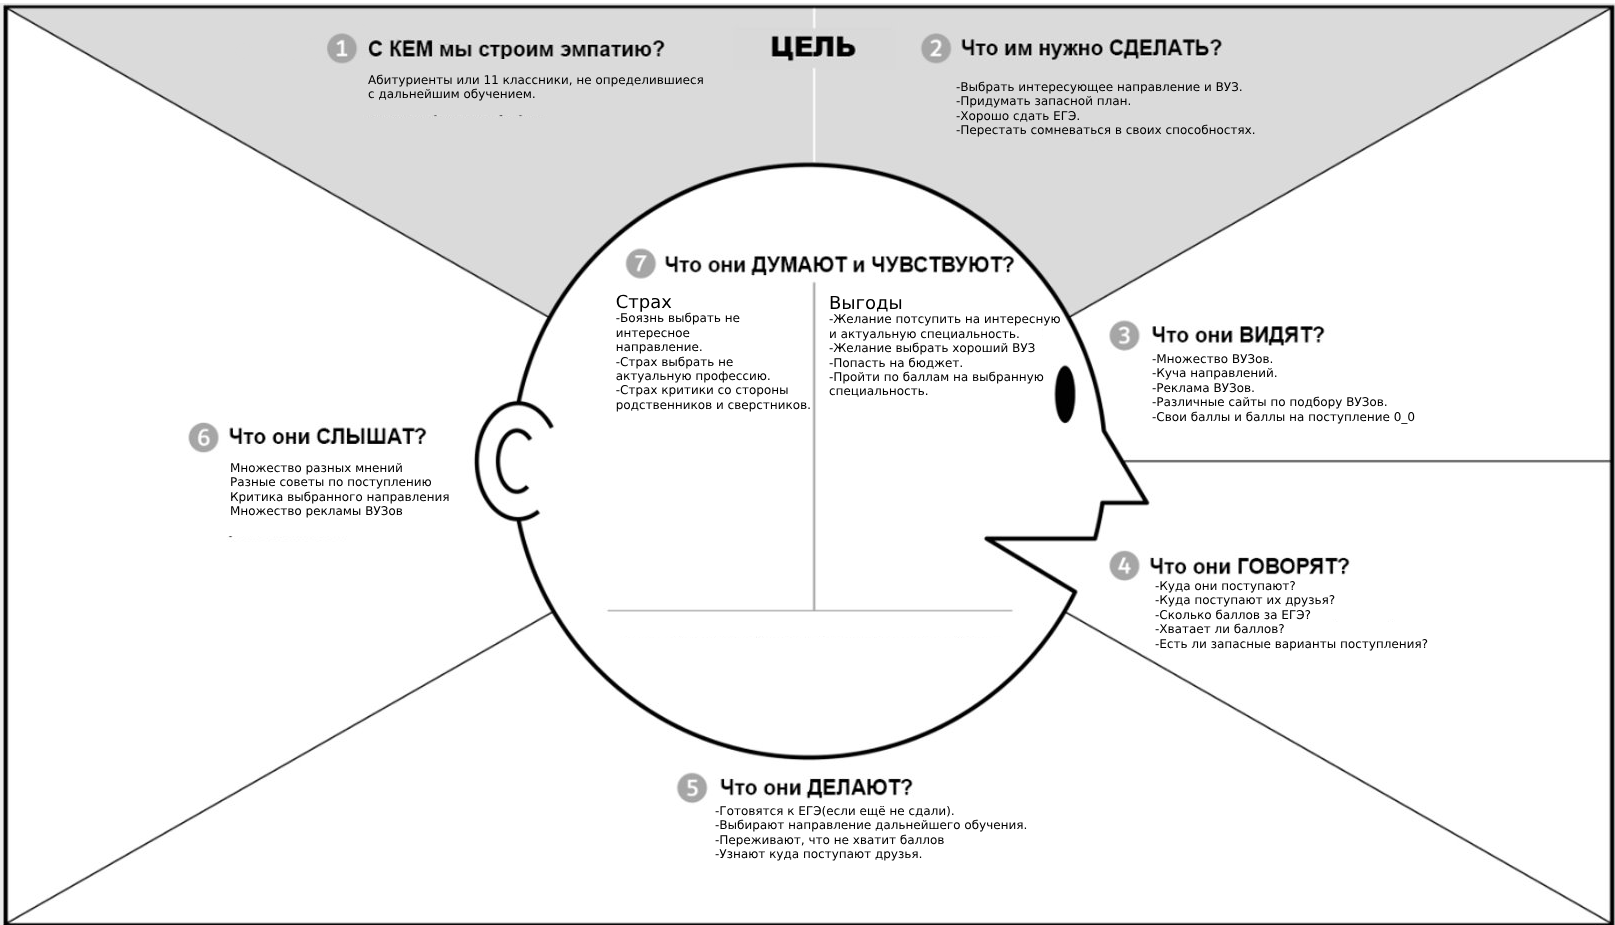 ЦЕЛЬ
1 С КЕМ мы строим эмпатию?
Абитуриенты или 11 классники, не определившиеся
с дальнейшим обучением.
2 Что им нужно СДЕЛАТЬ?
-Выбрать интересующее направление и ВУЗ.
-Придумать запасной план.
-Хорошо сдать ЕГЭ.
-Перестать сомневаться в своих способностях.
3 Что они ВИДЯТ?
-Множество ВУЗов.
-Куча направлений.
-Реклама ВУЗов.
-Различные сайты по подбору ВУЗов.
-Свои баллы и баллы на поступление 0_0
4 Что они ГОВОРЯТ?
-Куда они поступают?
-Куда поступают их друзья?
-Сколько баллов за ЕГЭ?
-Хватает ли баллов?
-Есть ли запасные варианты поступления?
5 Что они ДЕЛАЮТ?
-Готовятся к ЕГЭ(если ещё не сдали).
-Выбирают направление дальнейшего обучения.
-Переживают, что не хватит баллов
-Узнают куда поступают друзья.
6 Что они СЛЫШАТ?
Множество разных мнений
Разные советы по поступлению
Критика выбранного направления
Множество рекламы ВУЗов
-
7 Что они ДУМАЮТ и ЧУВСТВУЮТ?
Страх
-Боязнь выбрать не
интересное
направление.
-Страх выбрать не
актуальную профессию.
-Страх критики со стороны
родственников и сверстников.
Выгоды
-Желание потсупить на интересную
и актуальную специальность.
-Желание выбрать хороший ВУЗ
-Попасть на бюджет.
-Пройти по баллам на выбранную
специальность.